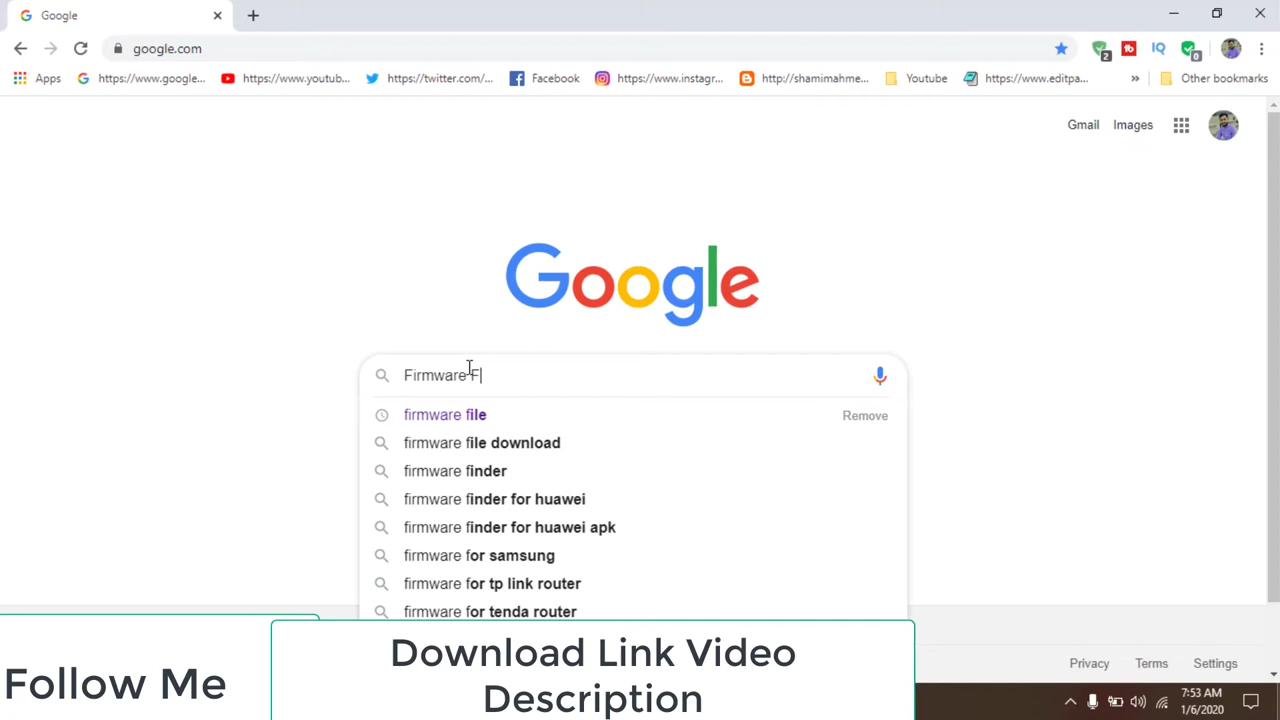 Google
google.com
Apps
https://www.google...
https://www.youtub...
https://twitter.com/...
Facebook
https://www.instagr...
http://shamimahme...
Youtube
https://www.editpa...
»
Other bookmarks
2
IQ
0
Gmail
Images
Google
Firmware F
firmware file
Remove
firmware file download
firmware finder
firmware finder for huawei
firmware finder for huawei apk
firmware for samsung
firmware for tp link router
firmware for tenda router
Follow Me
Download Link Video
Description
Privacy
Terms
Settings
7:53 AM
1/6/2020